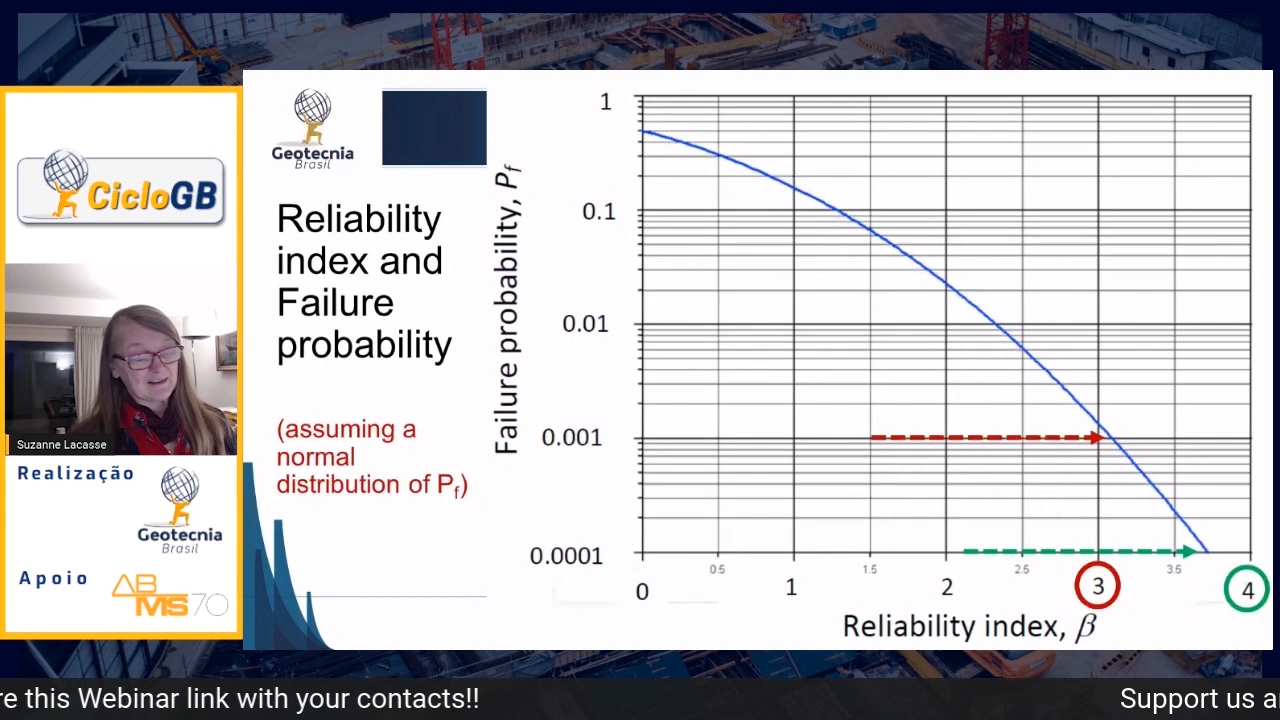 CicloGB
Suzanne Lacasse
Realização
Geotecnia
Brasil
Apoio
ABMS70
Geotecnia
Brasil
Reliability
index and
Failure
probability
(assuming a
normal
distribution of Pf)
Failure probability, Pf
1
0.1
0.01
0.001
0.0001
0.5
1.5
2.5
3.5
0
1
2
3
4
Reliability index, β
re this Webinar link with your contacts!!
Support us a